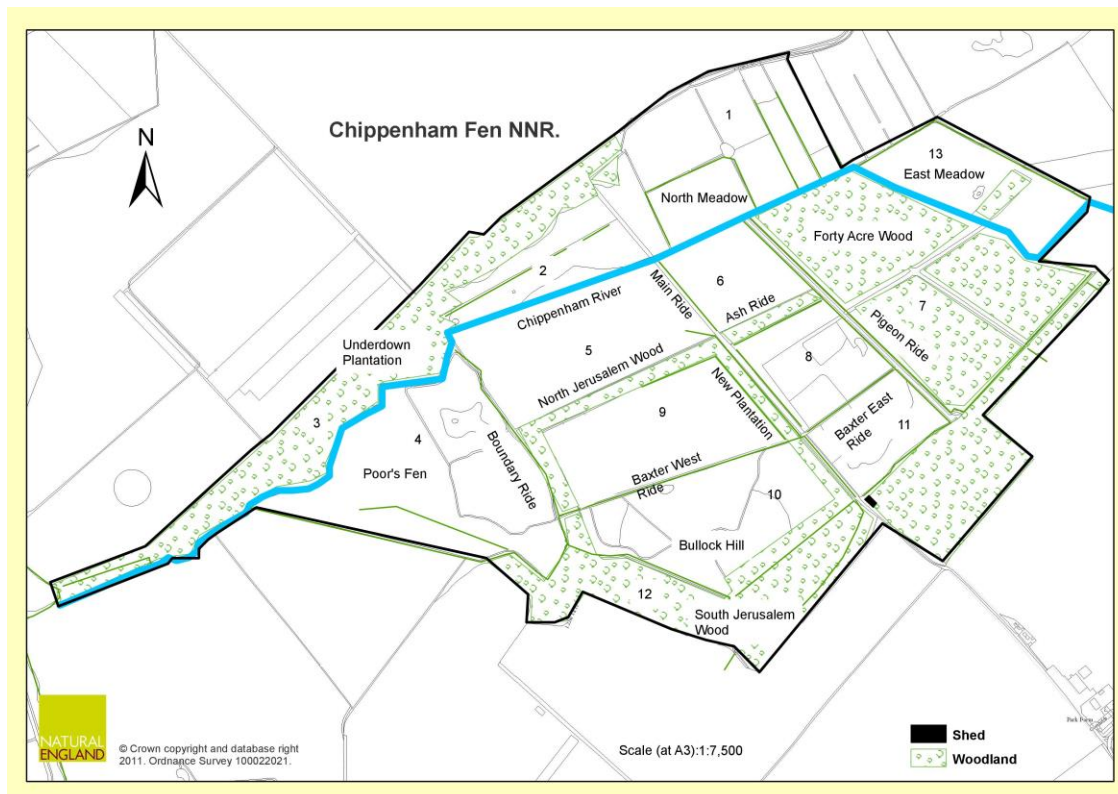 Chippenham Fen NNR.
N
1
13
East Meadow
North Meadow
Forty Acre Wood
2
Main Ride
6
Chippenham River
Ash Ride
7
Pigeon Ride
Underdown
Plantation
5
North Jerusalem Wood
8
New Plantation
3
4
9
Baxter East
Ride
11
Boundary Ride
Poor's Fen
Baxter West
Ride
10
Bullock Hill
12
South Jerusalem
Wood
Park Farm
NATURAL
ENGLAND
© Crown copyright and database right
2011. Ordnance Survey 100022021.
Scale (at A3):1:7,500
Shed
Woodland